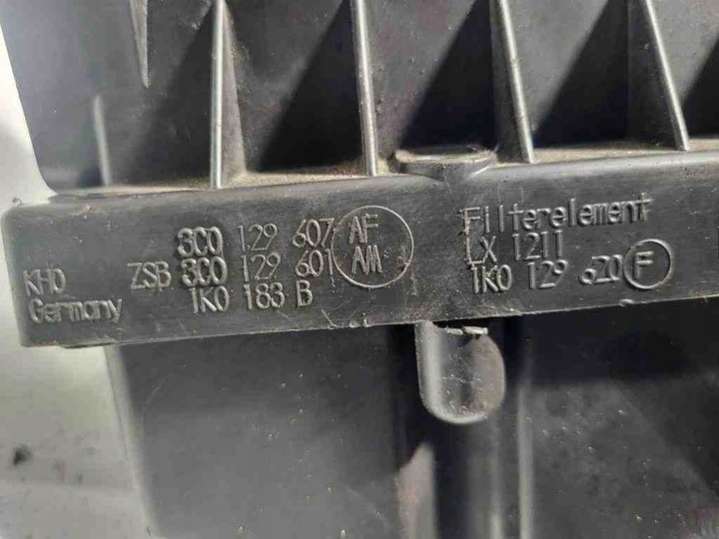 3C0 129 607 AF
ZSB 3C0 129 601 AM
1K0 183 B
KHD
Germany
Filterelement
LX 1211
1K0 129 620 F